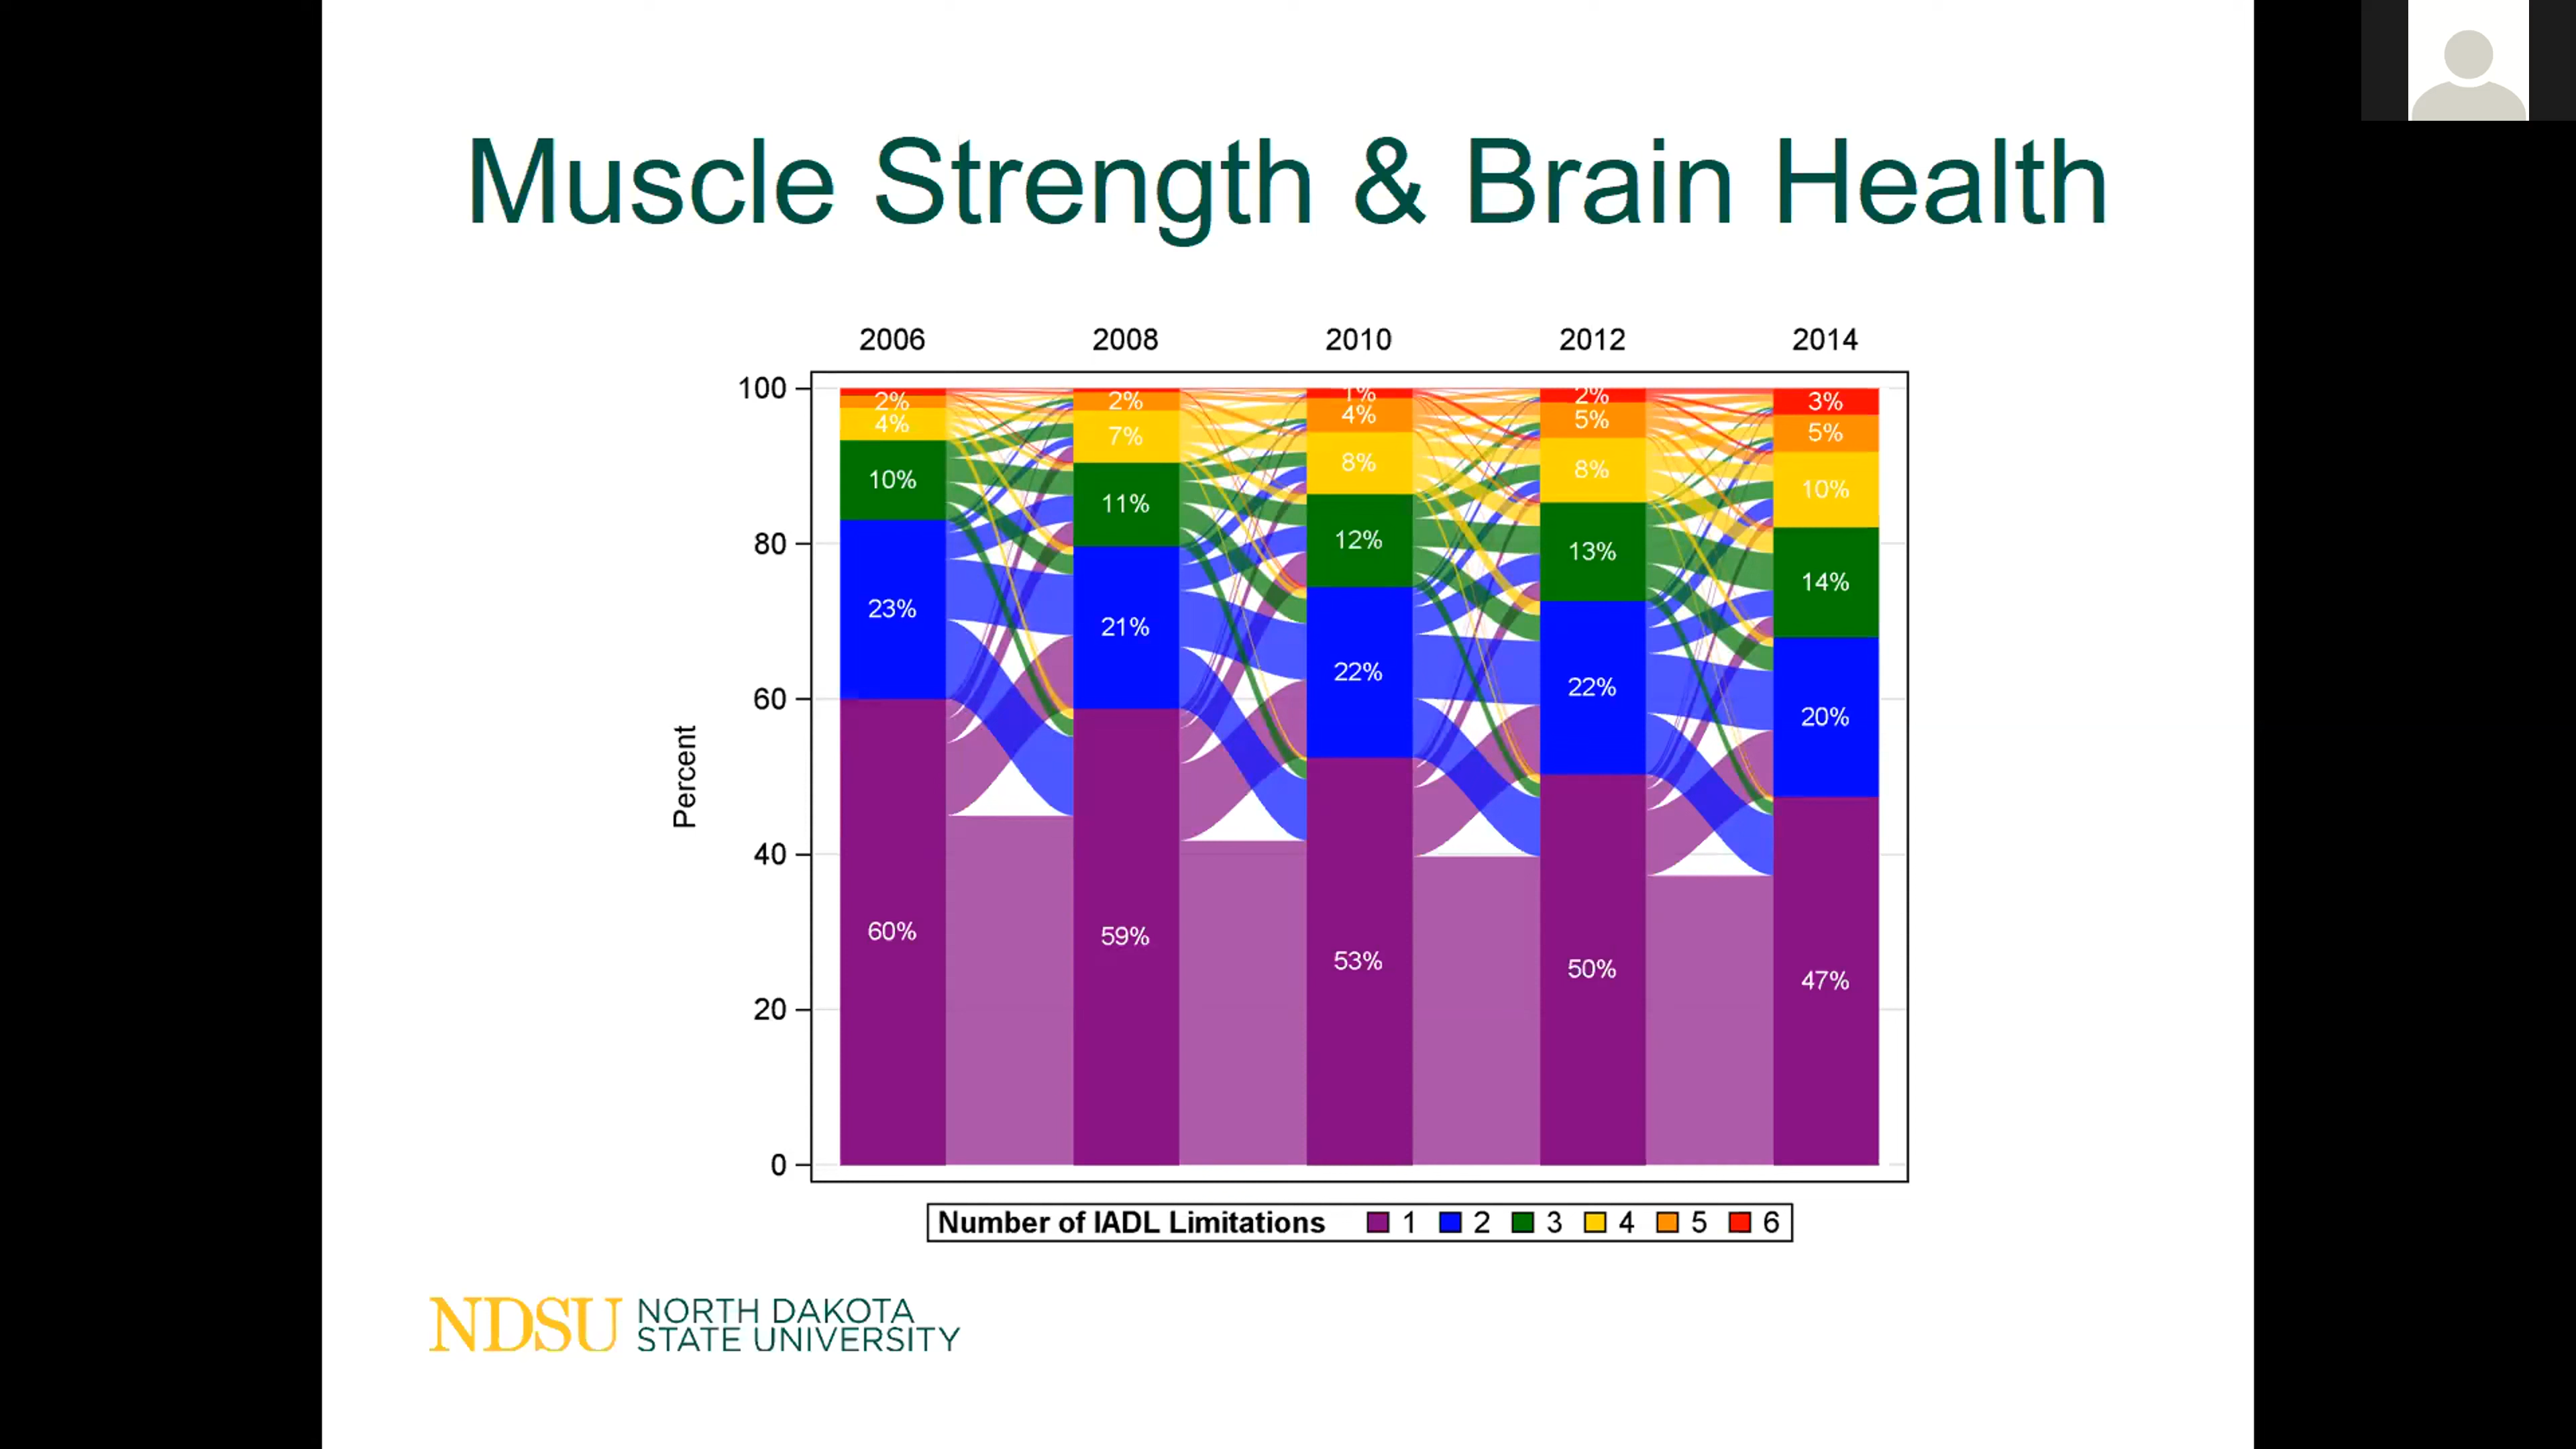 Muscle Strength & Brain Health
2006 2008 2010 2012 2014
100
80
60
40
20
0
Percent
2% 2% 1% 2% 3%
4% 7% 4% 5% 5%
10% 11% 8% 8% 10%
23% 21% 12% 13% 14%
60% 59% 22% 22% 20%
53% 50% 47%
Number of IADL Limitations 1 2 3 4 5 6
NDSU NORTH DAKOTA
STATE UNIVERSITY